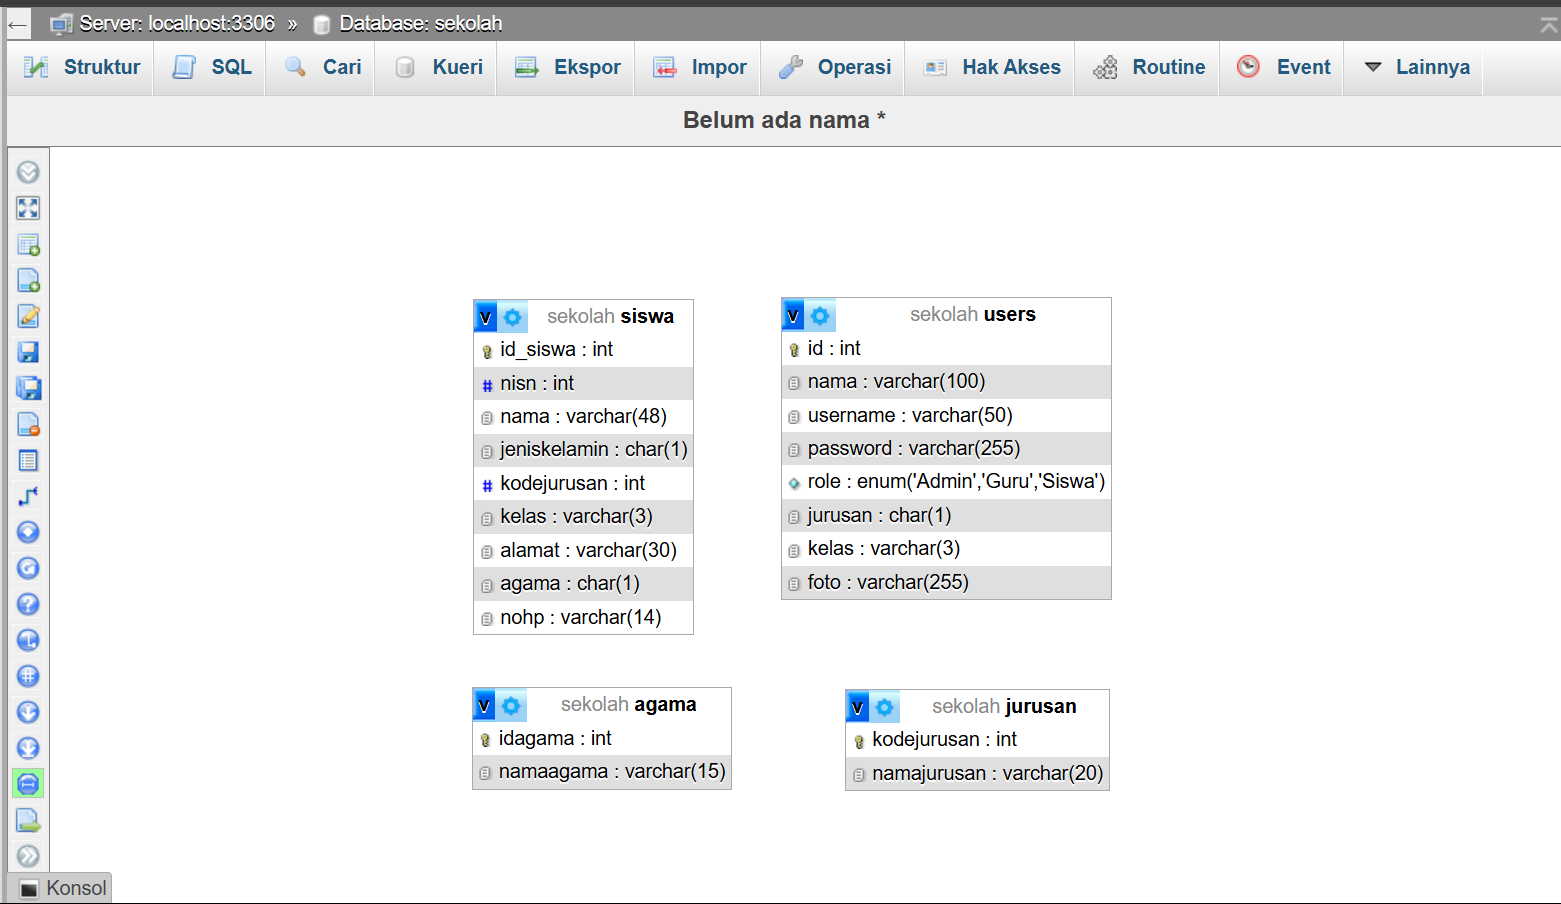 Server: localhost:3306 » Database: sekolah
Struktur SQL Cari Kueri Ekspor Impor Operasi Hak Akses Routine Event Lainnya
Belum ada nama *
v sekolah siswa
id_siswa : int
# nisn : int
nama : varchar(48)
jeniskelamin : char(1)
# kodejurusan : int
kelas : varchar(3)
alamat : varchar(30)
agama : char(1)
nohp : varchar(14)
v sekolah users
id : int
nama : varchar(100)
username : varchar(50)
password : varchar(255)
role : enum('Admin','Guru','Siswa')
jurusan : char(1)
kelas : varchar(3)
foto : varchar(255)
v sekolah agama
idagama : int
namaagama : varchar(15)
v sekolah jurusan
kodejurusan : int
namajurusan : varchar(20)
Konsol